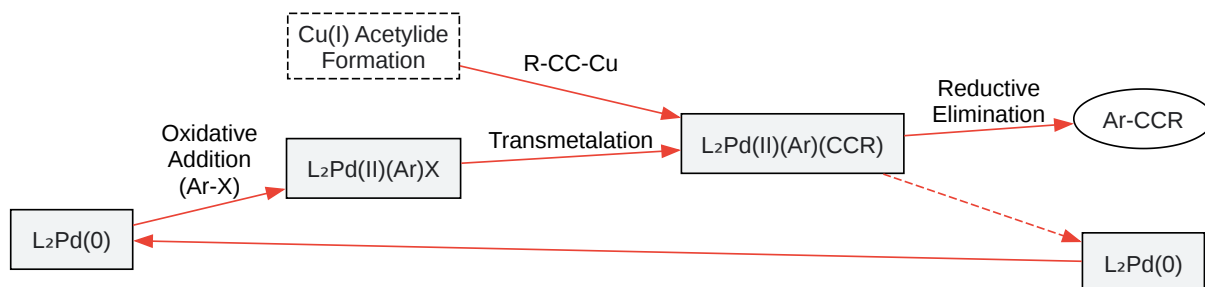 Cu(I) Acetylide
Formation
R-CC-Cu
Reductive
Elimination
Ar-CCR
Oxidative
Addition
(Ar-X)
Transmetalation
L₂Pd(II)(Ar)(CCR)
L₂Pd(II)(Ar)X
L₂Pd(0)
L₂Pd(0)